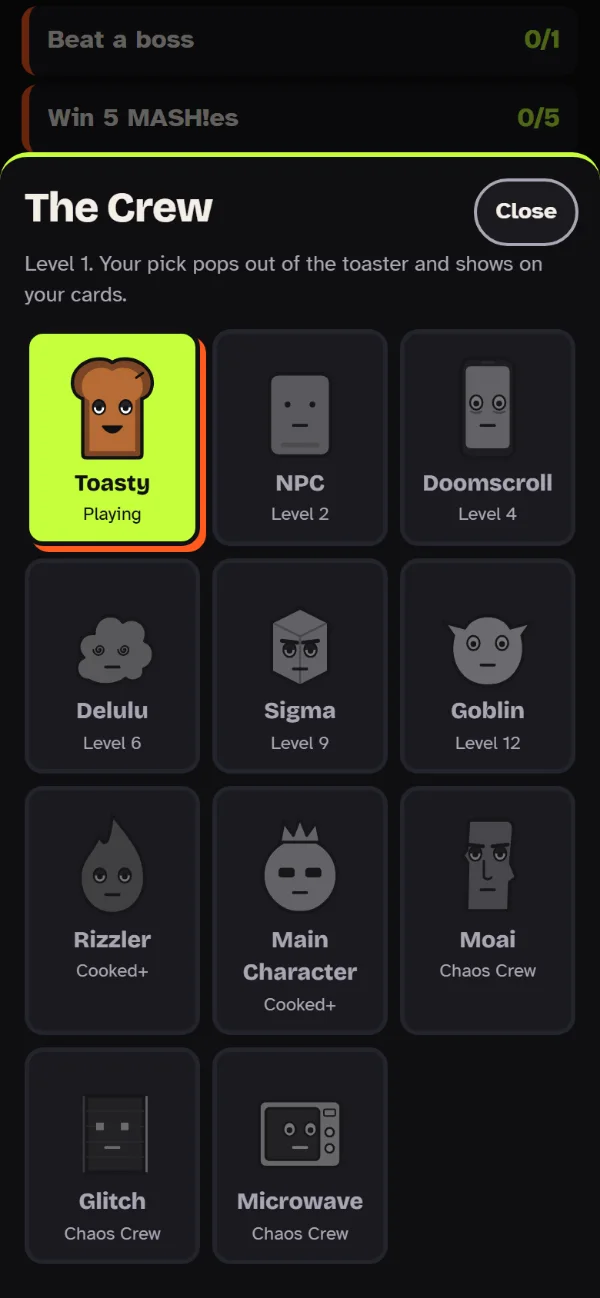 Beat a boss 0/1
Win 5 MASH!es 0/5
The Crew
Close
Level 1. Your pick pops out of the toaster and shows on
your cards.
Toasty
Playing
NPC
Level 2
Doomscroll
Level 4
Delulu
Level 6
Sigma
Level 9
Goblin
Level 12
Rizzler
Cooked+
Main
Character
Cooked+
Moai
Chaos Crew
Glitch
Chaos Crew
Microwave
Chaos Crew